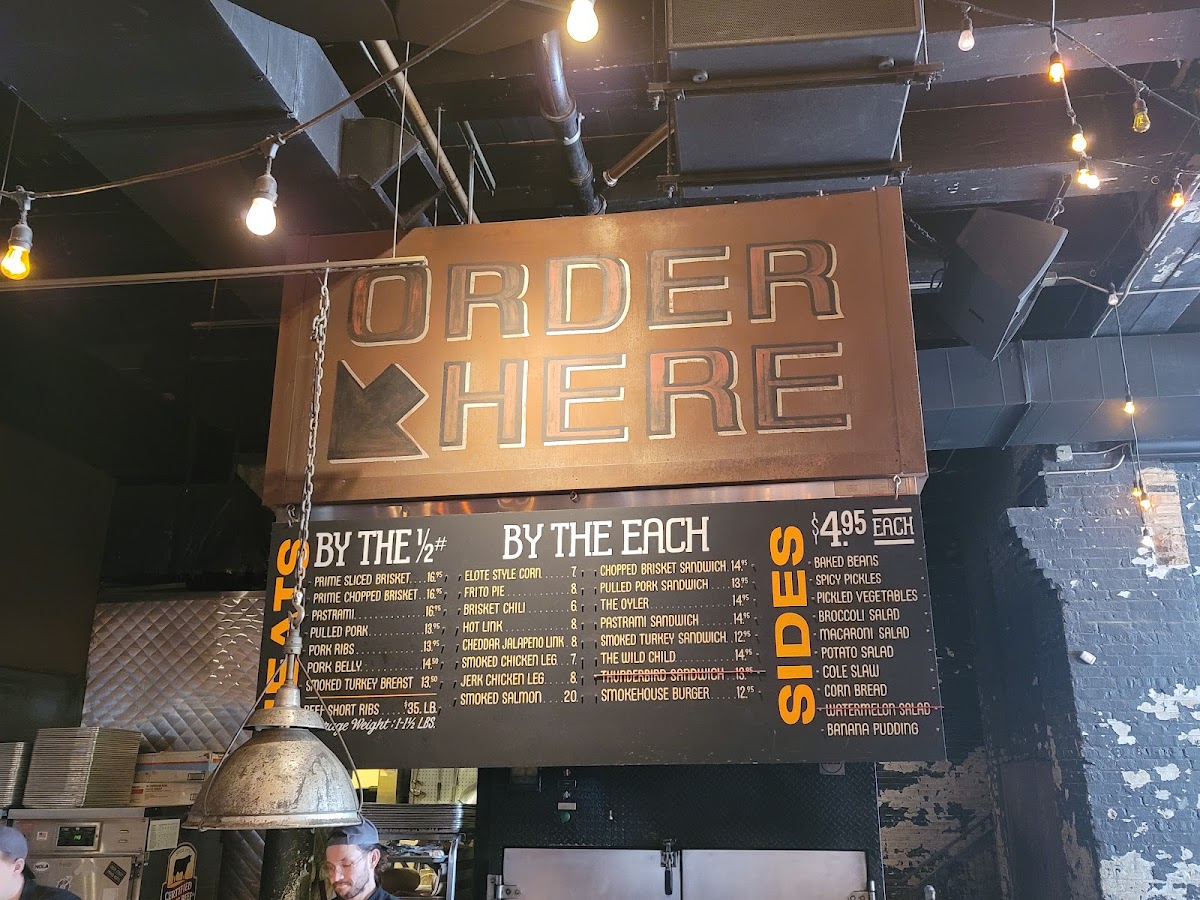 ORDER
HERE
MEATS
BY THE ½#
PRIME SLICED BRISKET...16.95
PRIME CHOPPED BRISKET..16.95
PASTRAMI............16.95
PULLED PORK..........13.95
PORK RIBS............13.95
PORK BELLY...........14.50
SMOKED TURKEY BREAST 13.50
BEEF SHORT RIBS....$35. LB.
Average Weight: 1-1½ LBS.
BY THE EACH
ELOTE STYLE CORN.....7.
FRITO PIE............8.
BRISKET CHILI........6.
HOT LINK.............8.
CHEDDAR JALAPENO LINK 8.
SMOKED CHICKEN LEG...7.
JERK CHICKEN LEG.....8.
SMOKED SALMON....20.
CHOPPED BRISKET SANDWICH.14.95
PULLED PORK SANDWICH....13.95
THE OYLER..............14.95
PASTRAMI SANDWICH......14.95
SMOKED TURKEY SANDWICH..12.95
THE WILD CHILD.........14.95
THUNDERBIRD SANDWICH..13.95
SMOKEHOUSE BURGER.....12.95
SIDES
$4.95 EACH
BAKED BEANS
SPICY PICKLES
PICKLED VEGETABLES
BROCCOLI SALAD
MACARONI SALAD
POTATO SALAD
COLE SLAW
CORN BREAD
WATERMELON SALAD
BANANA PUDDING
NOLA
CERTIFIED